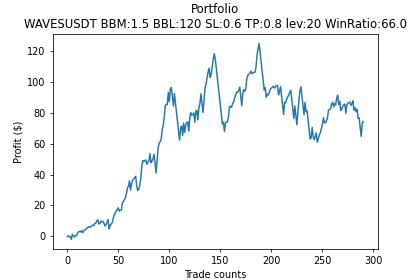 Portfolio
WAVESUSDT BBM:1.5 BBL:120 SL:0.6 TP:0.8 lev:20 WinRatio:66.0
120
100
80
60
40
20
0
Profit ($)
0 50 100 150 200 250 300
Trade counts